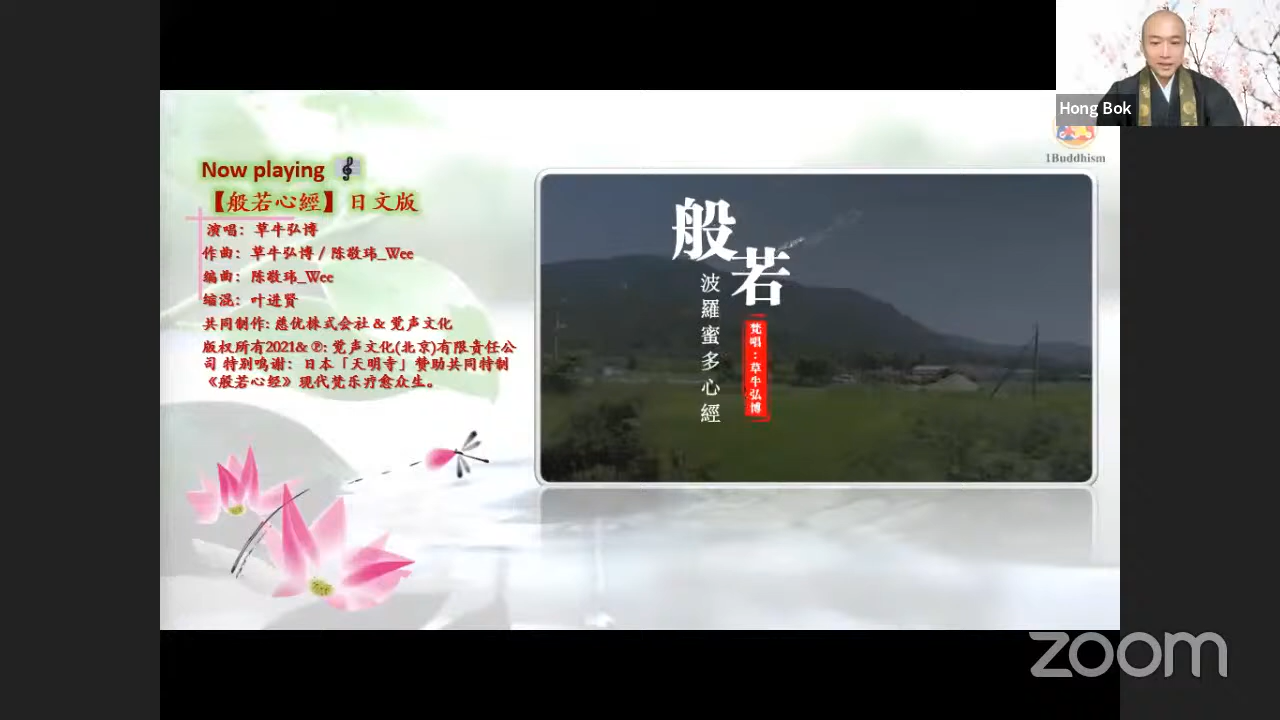 Now playing
【般若心經】日文版
演唱：草牛弘博
作曲：草牛弘博 / 陈敬玮_Wee
编曲：陈敬玮_Wee
缩混：叶进贤
共同制作: 慈优株式会社 & 觉声文化
版权所有2021& ℗: 觉声文化(北京)有限责任公
司 特别鸣谢：日本「天明寺」赞助共同特制
《般若心经》现代梵乐疗愈众生。
般若
波羅蜜多心經
梵唱：草牛弘博
Hong Bok
1Buddhism
zoom